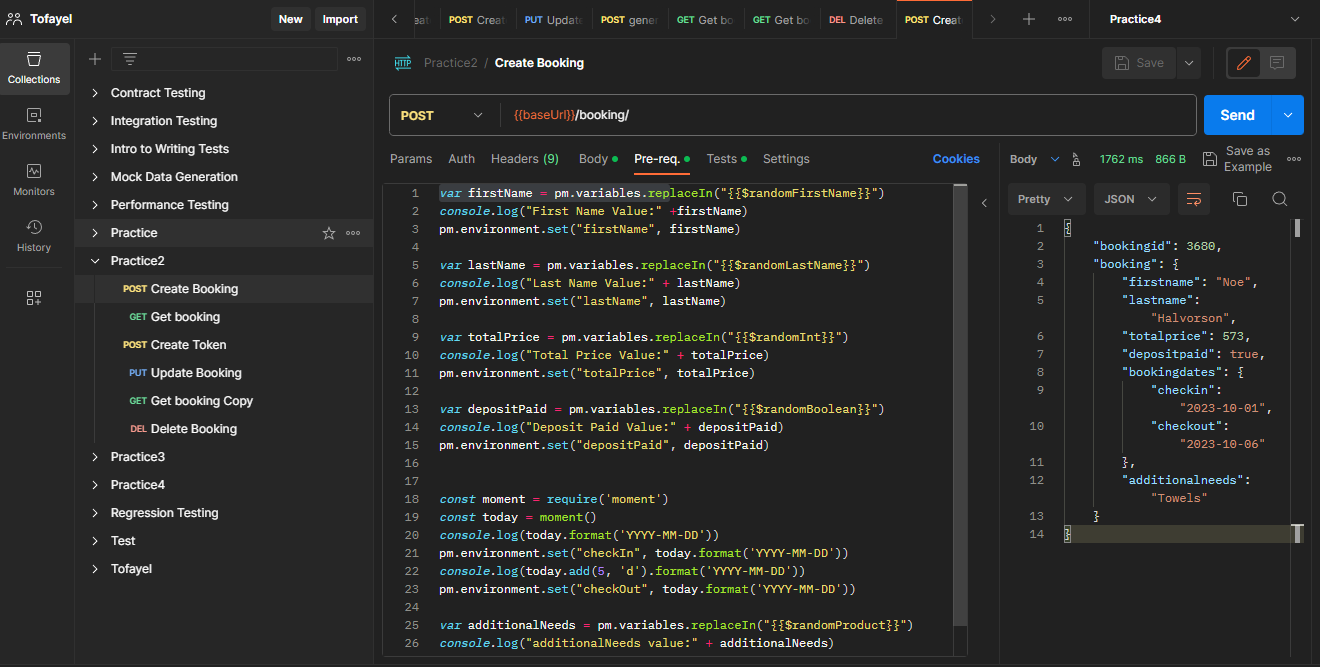 Tofayel
New
Import
eat
POST Creat
PUT Update
POST gener
GET Get bo
GET Get bo
DEL Delete
POST Creat
Practice4
Collections
Environments
Monitors
History
Contract Testing
Integration Testing
Intro to Writing Tests
Mock Data Generation
Performance Testing
Practice
Practice2
POST Create Booking
GET Get booking
POST Create Token
PUT Update Booking
GET Get booking Copy
DEL Delete Booking
Practice3
Practice4
Regression Testing
Test
Tofayel
HTTP Practice2 / Create Booking
Save
POST {{baseUrl}}/booking/
Send
Params Auth Headers (9) Body Pre-req. Tests Settings Cookies
1 var firstName = pm.variables.replaceIn("{{$randomFirstName}}")
2 console.log("First Name Value:" +firstName)
3 pm.environment.set("firstName", firstName)
4
5 var lastName = pm.variables.replaceIn("{{$randomLastName}}")
6 console.log("Last Name Value:" + lastName)
7 pm.environment.set("lastName", lastName)
8
9 var totalPrice = pm.variables.replaceIn("{{$randomInt}}")
10 console.log("Total Price Value:" + totalPrice)
11 pm.environment.set("totalPrice", totalPrice)
12
13 var depositPaid = pm.variables.replaceIn("{{$randomBoolean}}")
14 console.log("Deposit Paid Value:" + depositPaid)
15 pm.environment.set("depositPaid", depositPaid)
16
17
18 const moment = require('moment')
19 const today = moment()
20 console.log(today.format('YYYY-MM-DD'))
21 pm.environment.set("checkIn", today.format('YYYY-MM-DD'))
22 console.log(today.add(5, 'd').format('YYYY-MM-DD'))
23 pm.environment.set("checkOut", today.format('YYYY-MM-DD'))
24
25 var additionalNeeds = pm.variables.replaceIn("{{$randomProduct}}")
26 console.log("additionalNeeds value:" + additionalNeeds)
Body 1762 ms 866 B Save as
Example
Pretty JSON
1 {
2 "bookingid": 3680,
3 "booking": {
4 "firstname": "Noe",
5 "lastname":
"Halvorson",
6 "totalprice": 573,
7 "depositpaid": true,
8 "bookingdates": {
9 "checkin":
"2023-10-01",
10 "checkout":
"2023-10-06"
11 },
12 "additionalneeds":
"Towels"
13 }
14 }